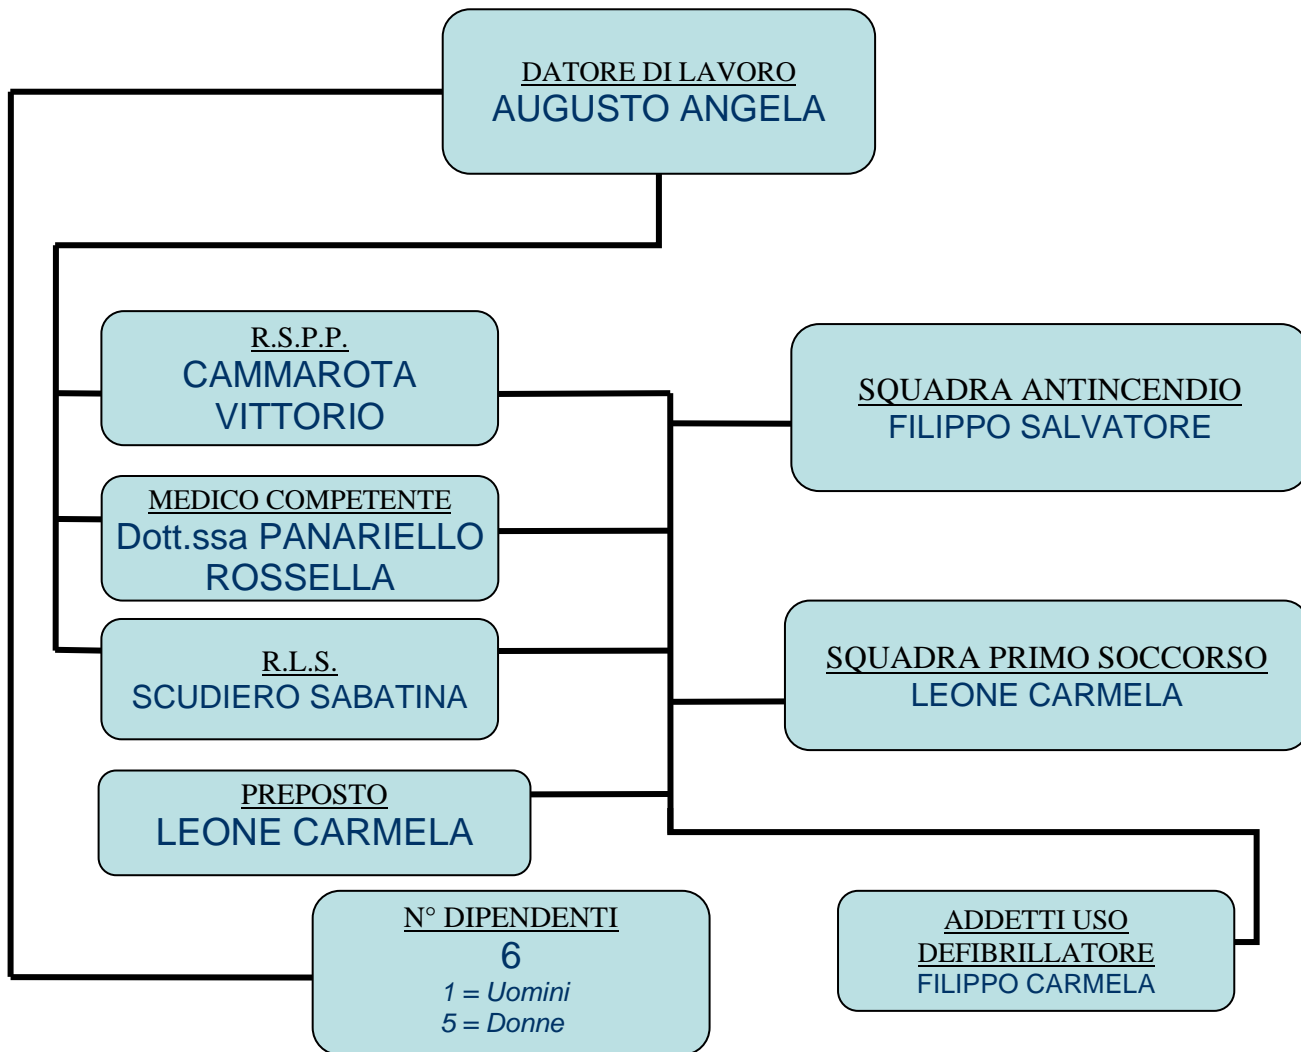 DATORE DI LAVORO
AUGUSTO ANGELA
R.S.P.P.
CAMMAROTA
VITTORIO
SQUADRA ANTINCENDIO
FILIPPO SALVATORE
MEDICO COMPETENTE
Dott.ssa PANARIELLO
ROSSELLA
R.L.S.
SCUDIERO SABATINA
SQUADRA PRIMO SOCCORSO
LEONE CARMELA
PREPOSTO
LEONE CARMELA
N° DIPENDENTI
6
1 = Uomini
5 = Donne
ADDETTI USO
DEFIBRILLATORE
FILIPPO CARMELA